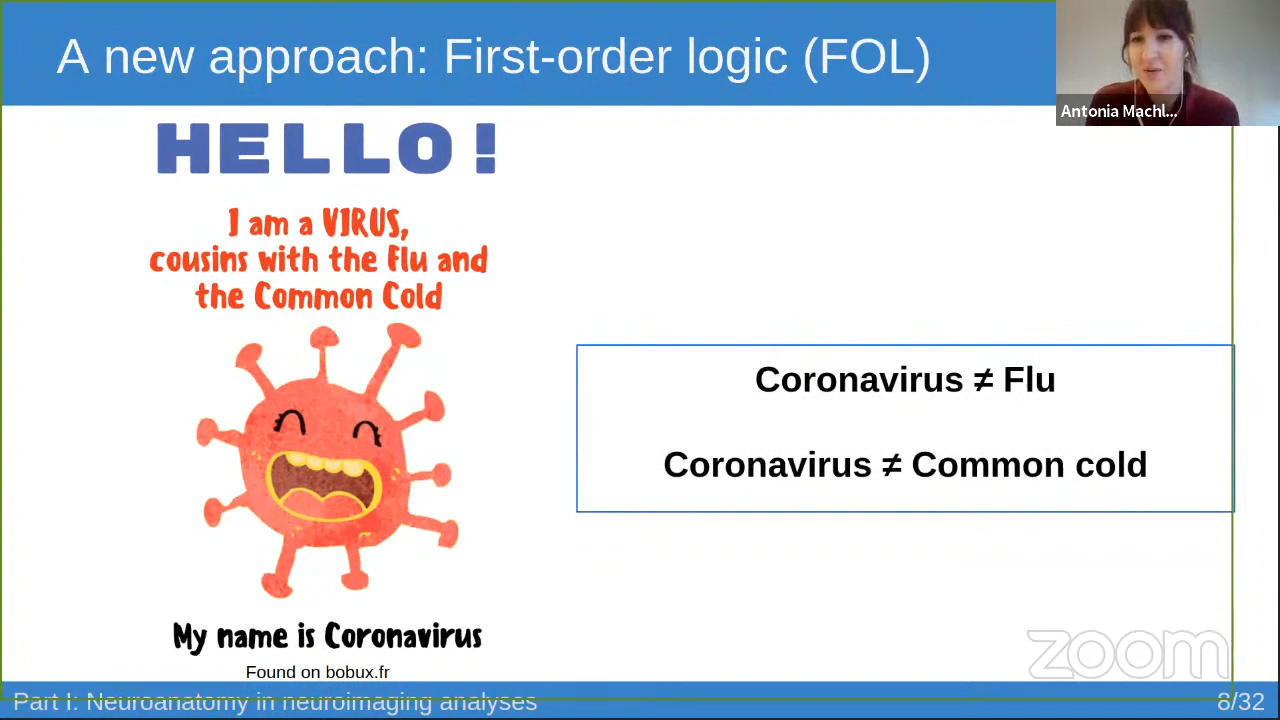 A new approach: First-order logic (FOL)
Antonia Machl...
HELLO!
I am a VIRUS,
cousins with the Flu and
the Common Cold
Coronavirus ≠ Flu
Coronavirus ≠ Common cold
My name is Coronavirus
Found on bobux.fr
zoom
Part I: Neuroanatomy in neuroimaging analyses
8/32